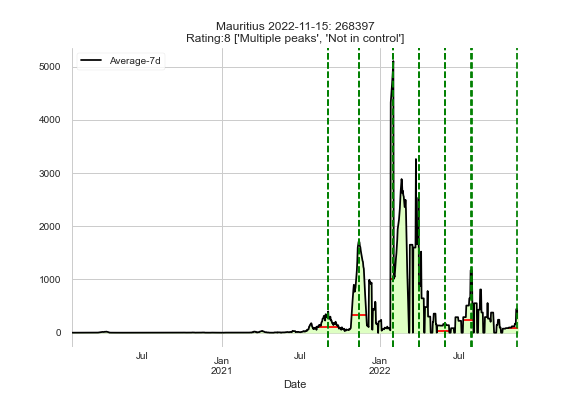 Mauritius 2022-11-15: 268397
Rating:8 ['Multiple peaks', 'Not in control']
Average-7d
5000
4000
3000
2000
1000
0
Jul
Jan
2021
Jul
Jan
2022
Jul
Date